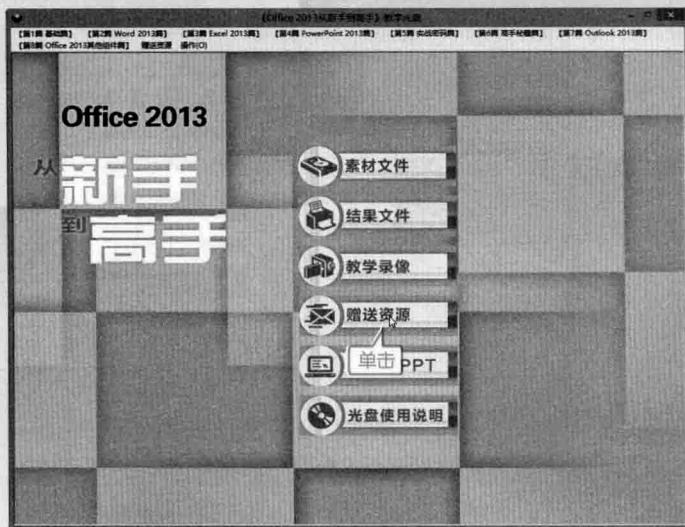 《Office 2013从新手到高手》教学光盘
【第1篇 基础篇】 【第2篇 Word 2013篇】 【第3篇 Excel 2013篇】 【第4篇 PowerPoint 2013篇】 【第5篇 实战密码篇】 【第6篇 高手秘籍篇】 【第7篇 Outlook 2013篇】
【第8篇 Office 2013其他组件篇】 赠送资源 操作(O)
Office 2013
从新手
到高手
素材文件
结果文件
教学录像
赠送资源
单击 PPT
光盘使用说明